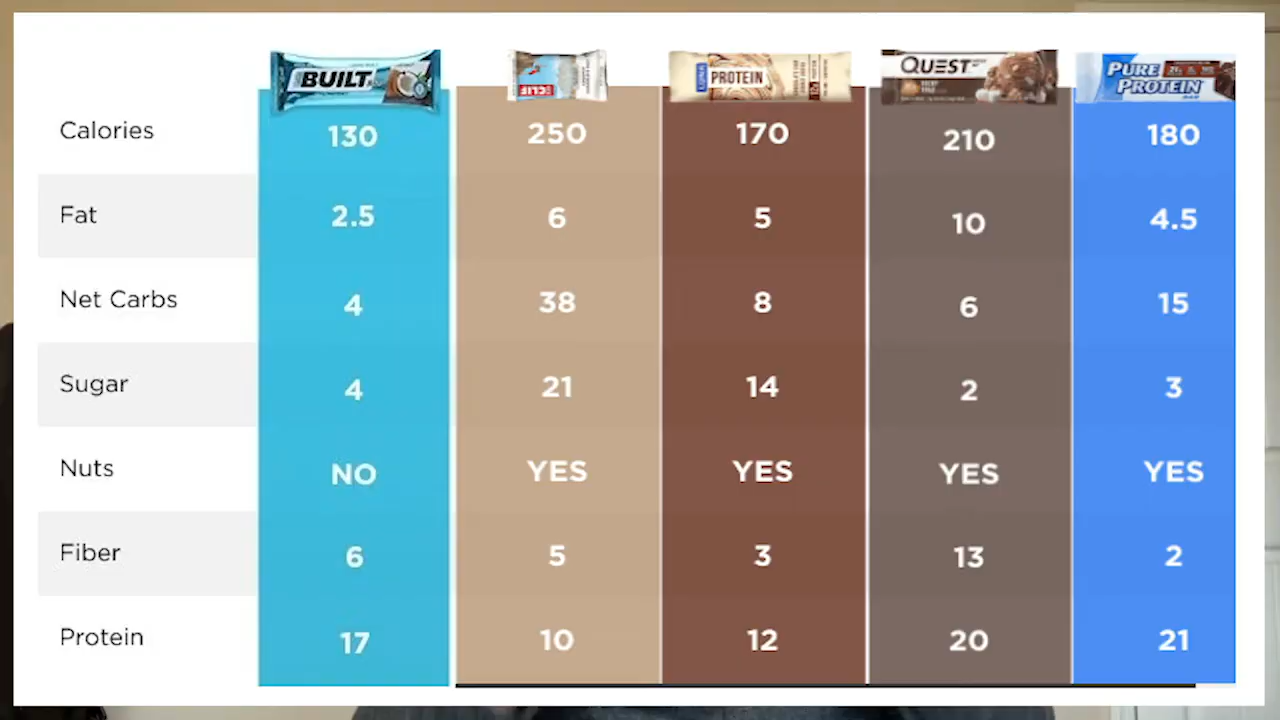 BUILT
CLIF
PROTEIN
QUEST
PURE
PROTEIN
Calories 130 250 170 210 180
Fat 2.5 6 5 10 4.5
Net Carbs 4 38 8 6 15
Sugar 4 21 14 2 3
Nuts NO YES YES YES YES
Fiber 6 5 3 13 2
Protein 17 10 12 20 21